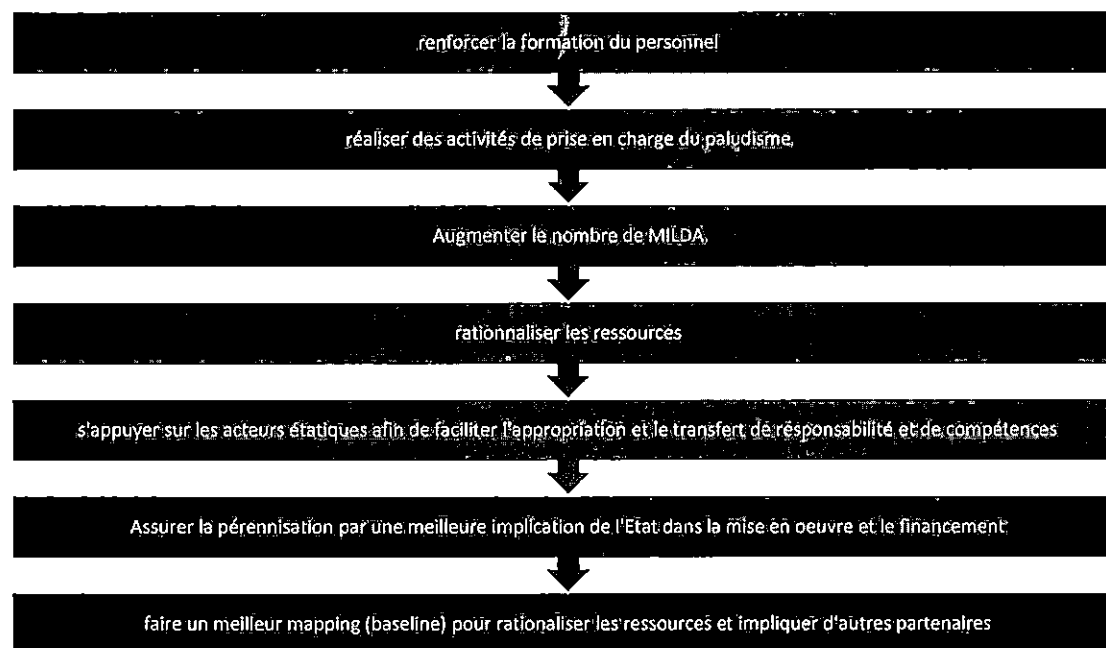 renforcer la formation du personnel
réaliser des activités de prise en charge du paludisme,
Augmenter le nombre de MILDA,
rationnaliser les ressources
s'appuyer sur les acteurs étatiques afin de faciliter l'appropriation et le transfert de résponsabilité et de compétences
Assurer la pérennisation par une meilleure implication de l'Etat dans la mise en oeuvre et le financement
faire un meilleur mapping (baseline) pour rationaliser les ressources et impliquer d'autres partenaires